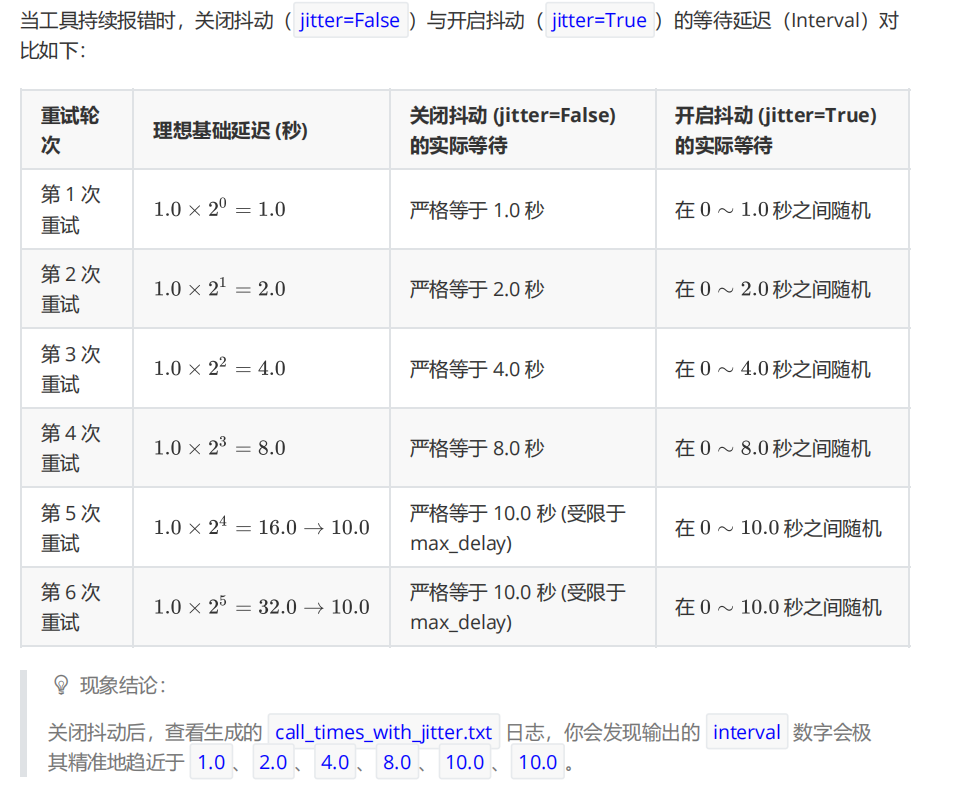 当工具持续报错时，关闭抖动（ jitter=False ）与开启抖动（ jitter=True ）的等待延迟（Interval）对
比如下：
重试轮
次
理想基础延迟 (秒)
关闭抖动 (jitter=False)
的实际等待
开启抖动 (jitter=True)
的实际等待
第 1 次
重试
1.0 × 2⁰ = 1.0
严格等于 1.0 秒
在 0 ∼ 1.0 秒之间随机
第 2 次
重试
1.0 × 2¹ = 2.0
严格等于 2.0 秒
在 0 ∼ 2.0 秒之间随机
第 3 次
重试
1.0 × 2² = 4.0
严格等于 4.0 秒
在 0 ∼ 4.0 秒之间随机
第 4 次
重试
1.0 × 2³ = 8.0
严格等于 8.0 秒
在 0 ∼ 8.0 秒之间随机
第 5 次
重试
1.0 × 2⁴ = 16.0 → 10.0
严格等于 10.0 秒 (受限于
max_delay)
在 0 ∼ 10.0 秒之间随机
第 6 次
重试
1.0 × 2⁵ = 32.0 → 10.0
严格等于 10.0 秒 (受限于
max_delay)
在 0 ∼ 10.0 秒之间随机
现象结论：
关闭抖动后，查看生成的 call_times_with_jitter.txt 日志，你会发现输出的 interval 数字会极
其精准地趋近于 1.0 、 2.0 、 4.0 、 8.0 、 10.0 、 10.0 。